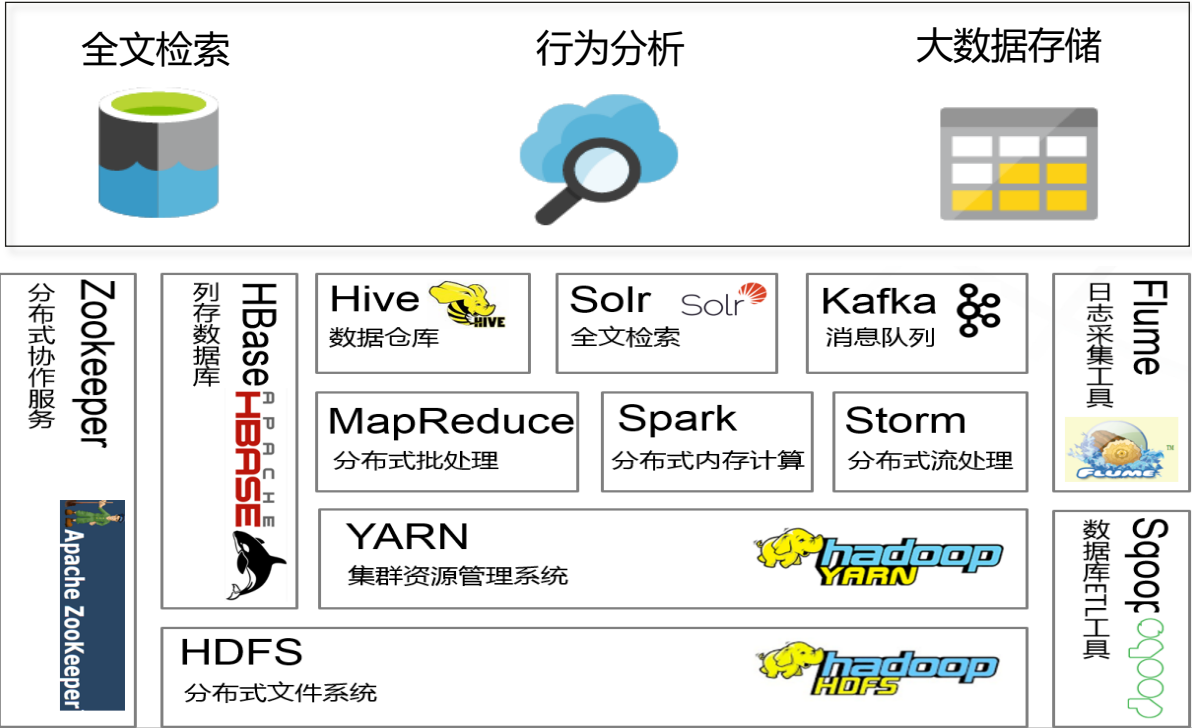 全文检索
行为分析
大数据存储
Zookeeper
分布式协作服务
Apache ZooKeeper
HBase
列存数据库
APACHE
HBASE
Hive
HIVE
数据仓库
Solr
Solr
全文检索
Kafka
消息队列
MapReduce
分布式批处理
Spark
分布式内存计算
Storm
分布式流处理
YARN
集群资源管理系统
hadoop
YARN
HDFS
分布式文件系统
hadoop
HDFS
Flume
日志采集工具
FLUME
TM
Sqoop
数据库ETL工具
sqoop